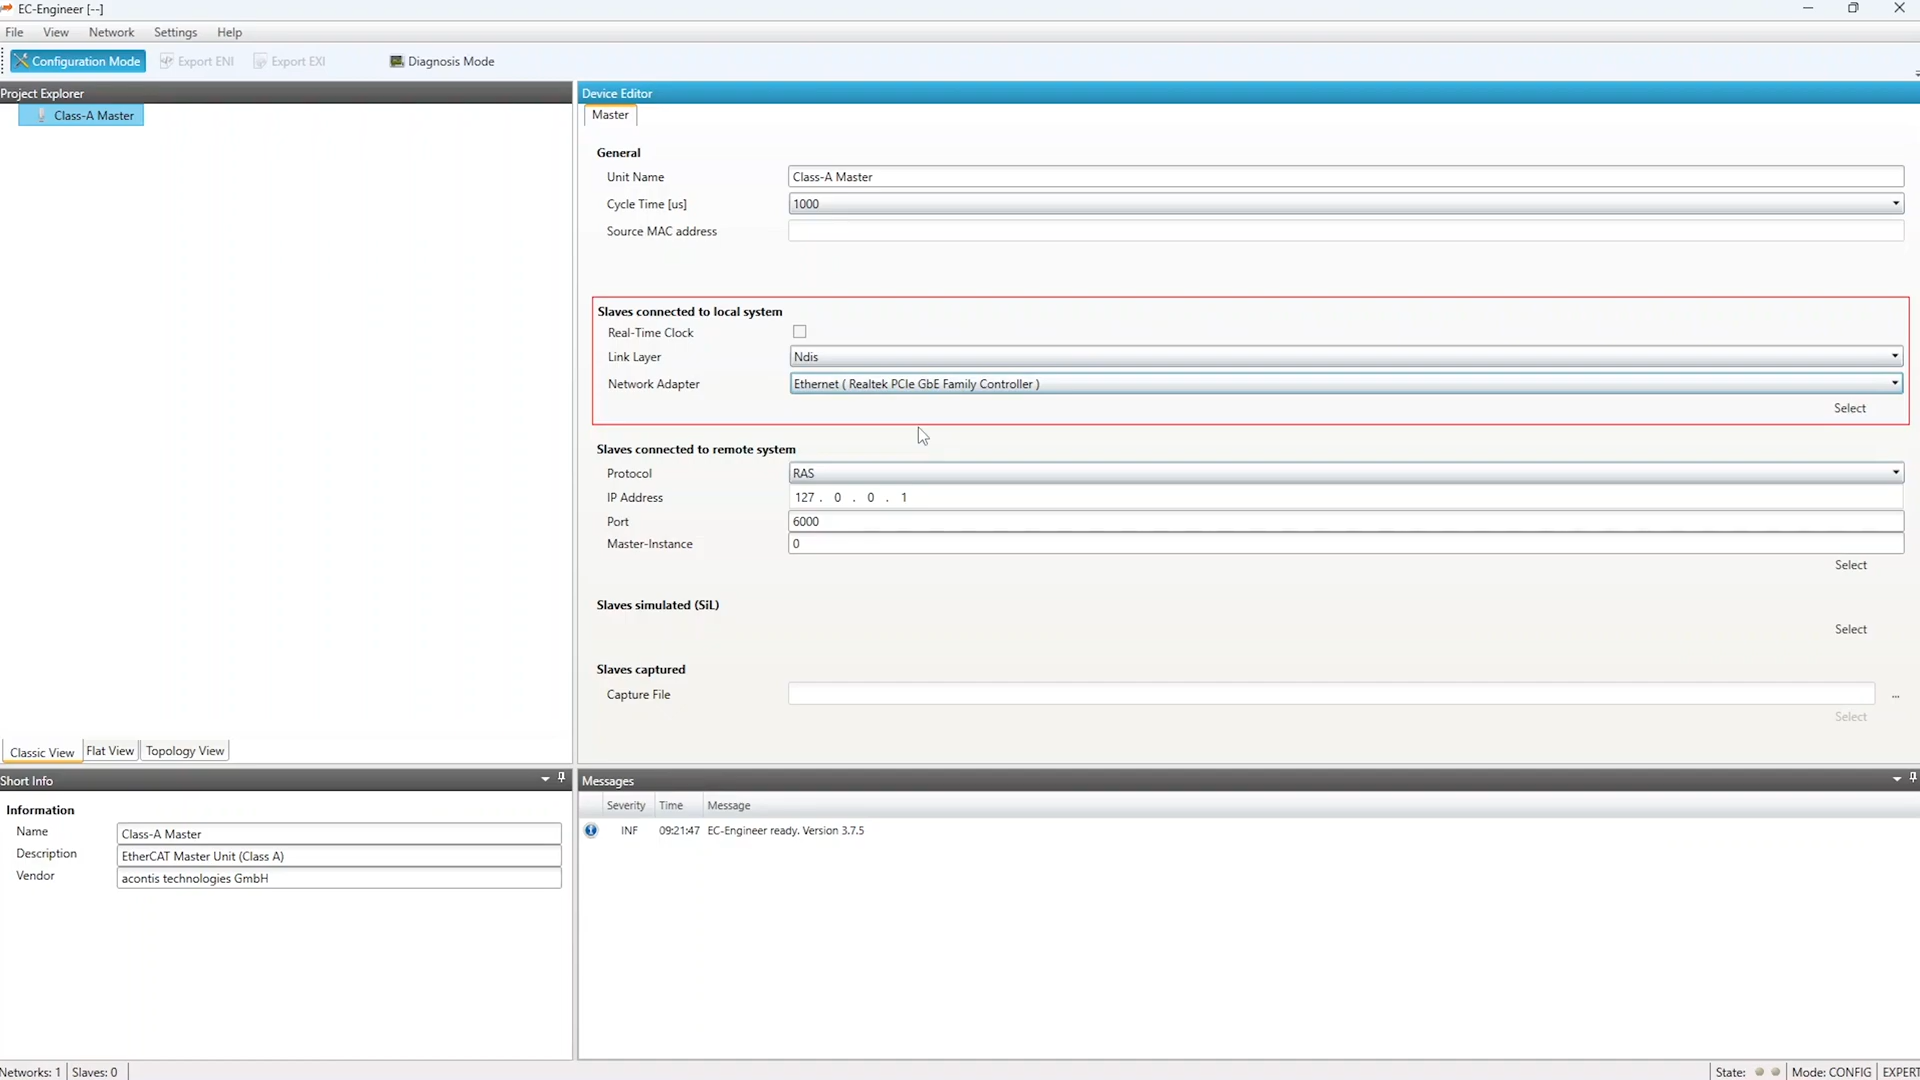 EC-Engineer [--]
File View Network Settings Help
Configuration Mode Export ENI Export EXI Diagnosis Mode
Project Explorer
Class-A Master
Classic View Flat View Topology View
Short Info
Information
Name Class-A Master
Description EtherCAT Master Unit (Class A)
Vendor acontis technologies GmbH
Device Editor
Master
General
Unit Name Class-A Master
Cycle Time [us] 1000
Source MAC address
Slaves connected to local system
Real-Time Clock
Link Layer Ndis
Network Adapter Ethernet ( Realtek PCIe GbE Family Controller )
Select
Slaves connected to remote system
Protocol RAS
IP Address 127 . 0 . 0 . 1
Port 6000
Master-Instance 0
Select
Slaves simulated (SiL)
Select
Slaves captured
Capture File ...
Select
Messages
Severity Time Message
INF 09:21:47 EC-Engineer ready. Version 3.7.5
Networks: 1 Slaves: 0 State: Mode: CONFIG EXPERT